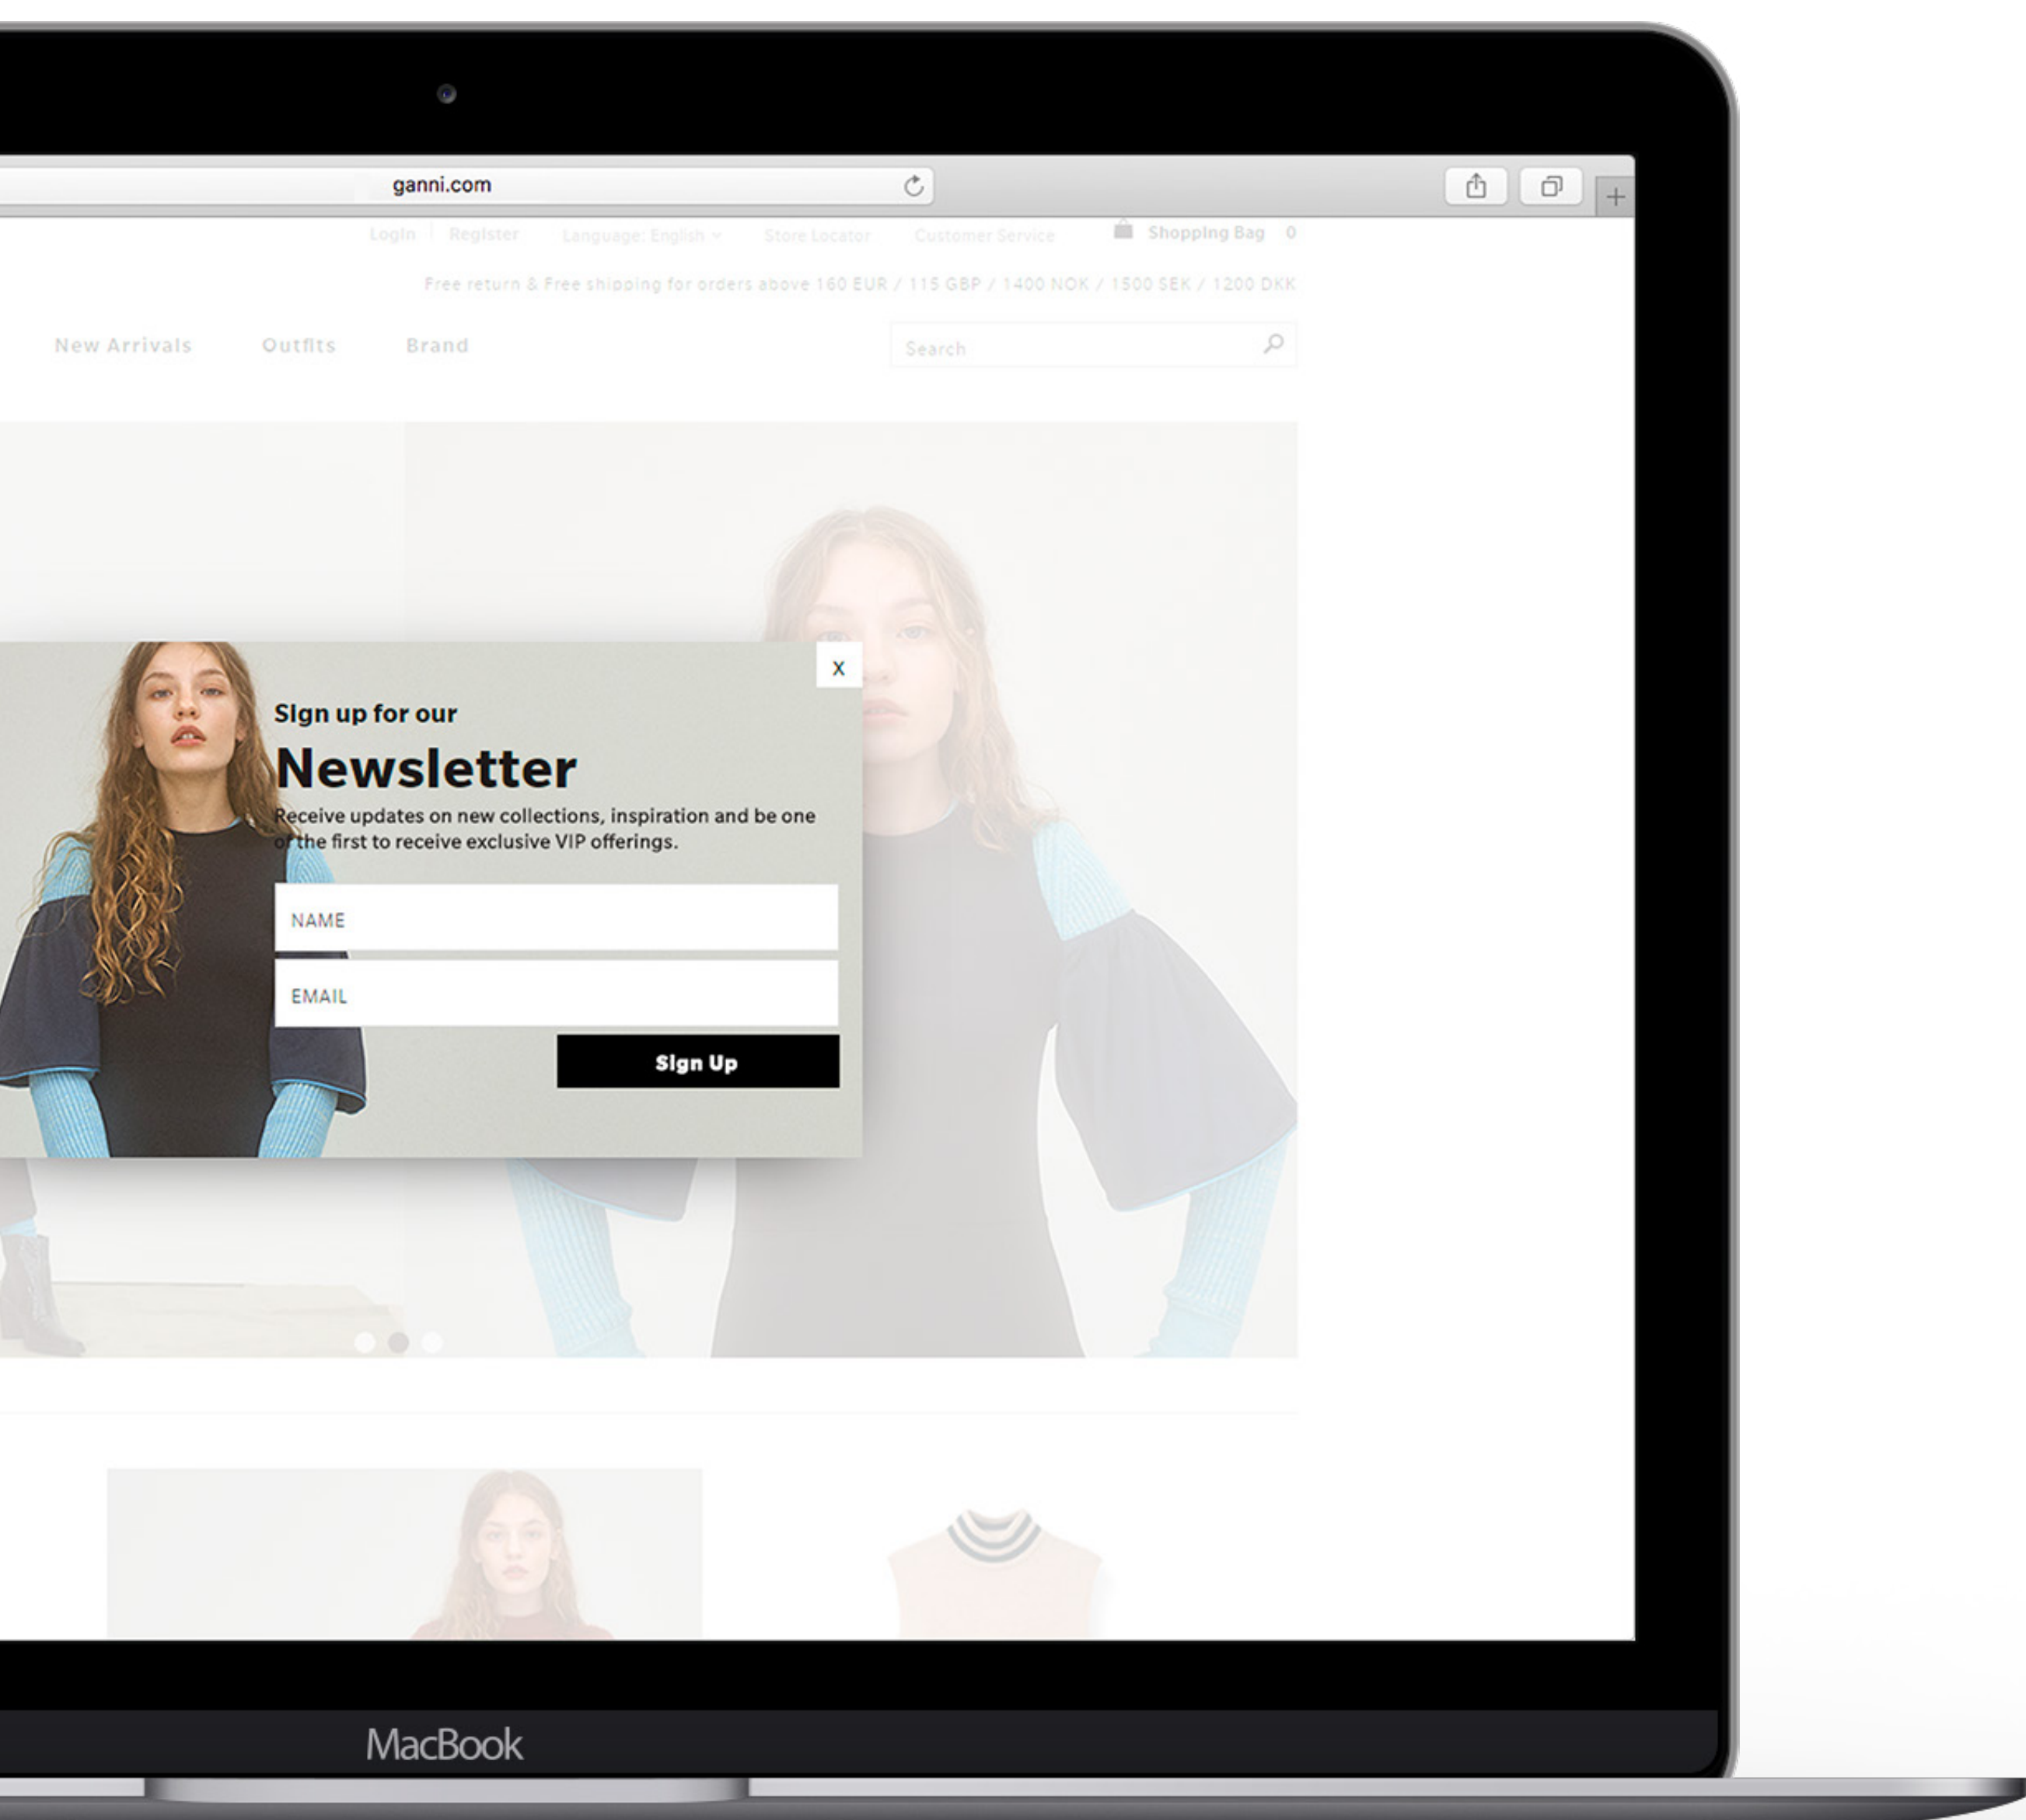 ganni.com
Login Register Language: English Store Locator Customer Service Shopping Bag 0
Free return & Free shipping for orders above 160 EUR / 115 GBP / 1400 NOK / 1500 SEK / 1200 DKK
New Arrivals Outfits Brand Search
X
Sign up for our
Newsletter
Receive updates on new collections, inspiration and be one
of the first to receive exclusive VIP offerings.
NAME
EMAIL
Sign Up
MacBook